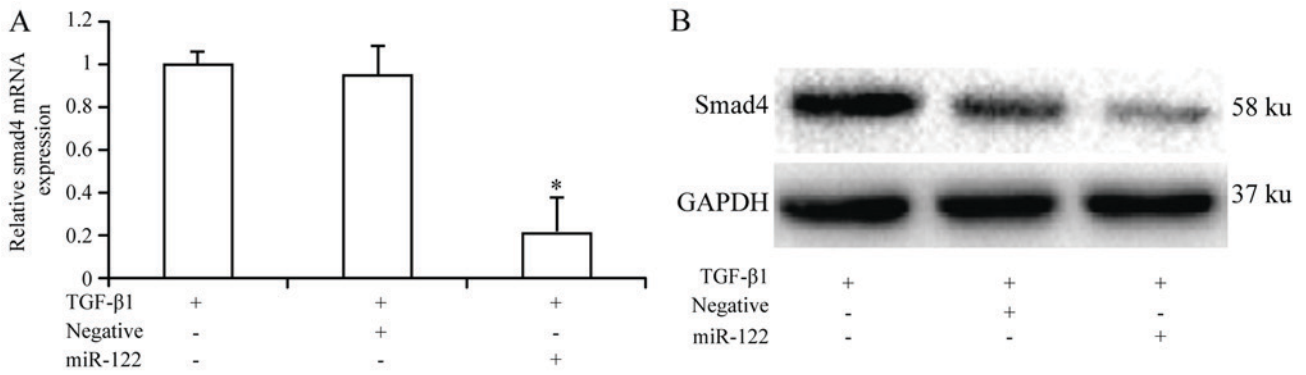 A
Relative smad4 mRNA
expression
1.2
1
0.8
0.6
0.4
0.2
0
*
TGF-β1 + + +
Negative - + -
miR-122 - - +
B
Smad4 58 ku
GAPDH 37 ku
TGF-β1 + + +
Negative - + -
miR-122 - - +